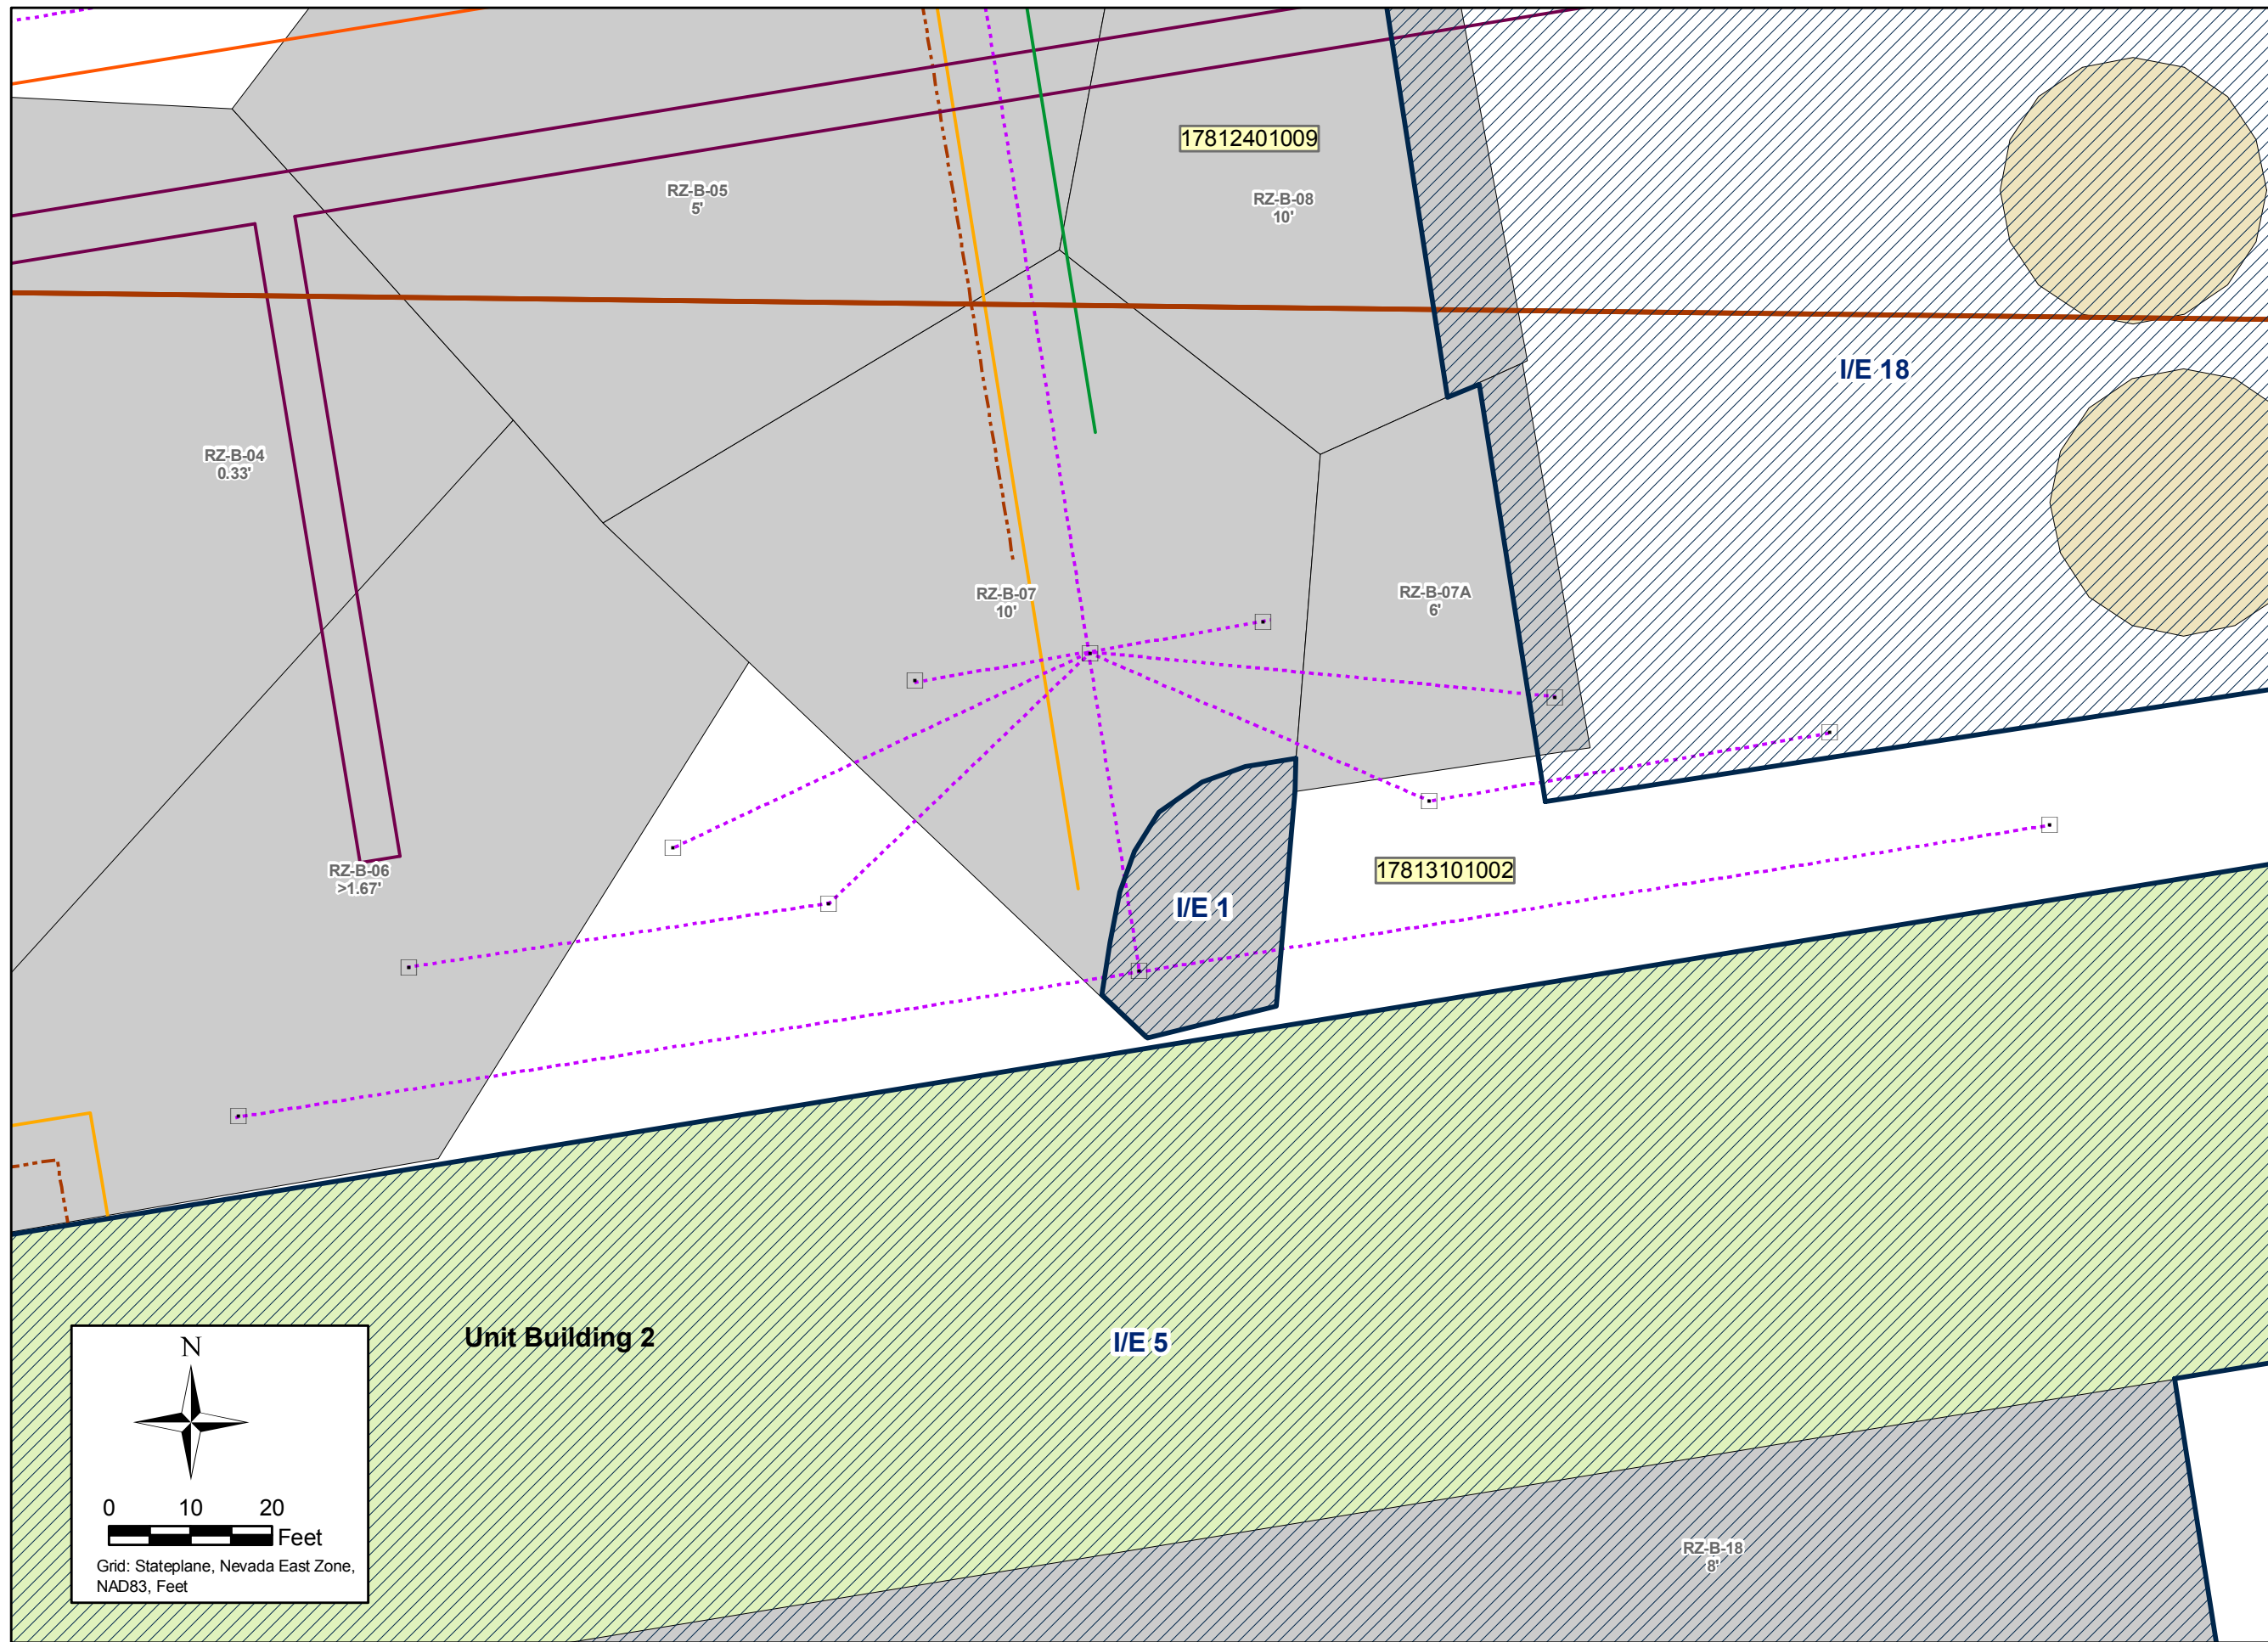 17812401009
RZ-B-05
5'
RZ-B-08
10'
I/E 18
RZ-B-04
0.33'
RZ-B-07
10'
RZ-B-07A
6'
17813101002
RZ-B-06
>1.67'
I/E 1
Unit Building 2
I/E 5
N
0 10 20
Feet
Grid: Stateplane, Nevada East Zone,
NAD83, Feet
RZ-B-18
8'